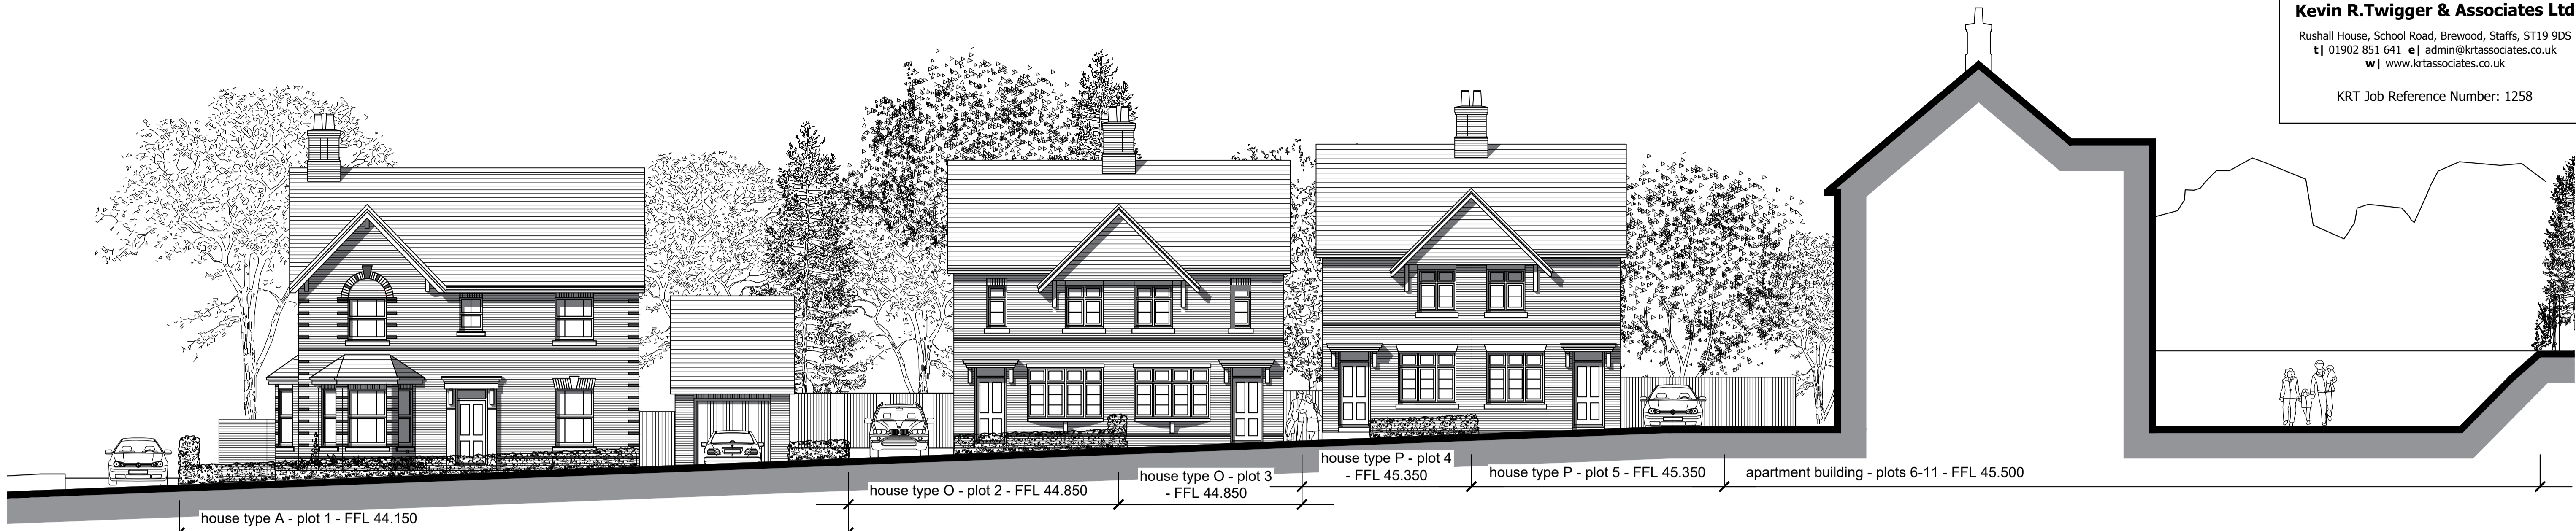 Kevin R.Twigger & Associates Ltd
Rushall House, School Road, Brewood, Staffs, ST19 9DS
t| 01902 851 641 e| admin@krtassociates.co.uk
w| www.krtassociates.co.uk
KRT Job Reference Number: 1258
house type A - plot 1 - FFL 44.150
house type O - plot 2 - FFL 44.850
house type O - plot 3
- FFL 44.850
house type P - plot 4
- FFL 45.350
house type P - plot 5 - FFL 45.350
apartment building - plots 6-11 - FFL 45.500